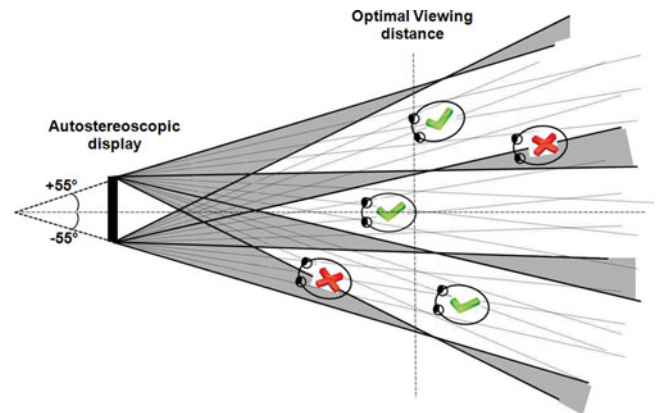 Optimal Viewing
distance
Autostereoscopic
display
+55°
-55°